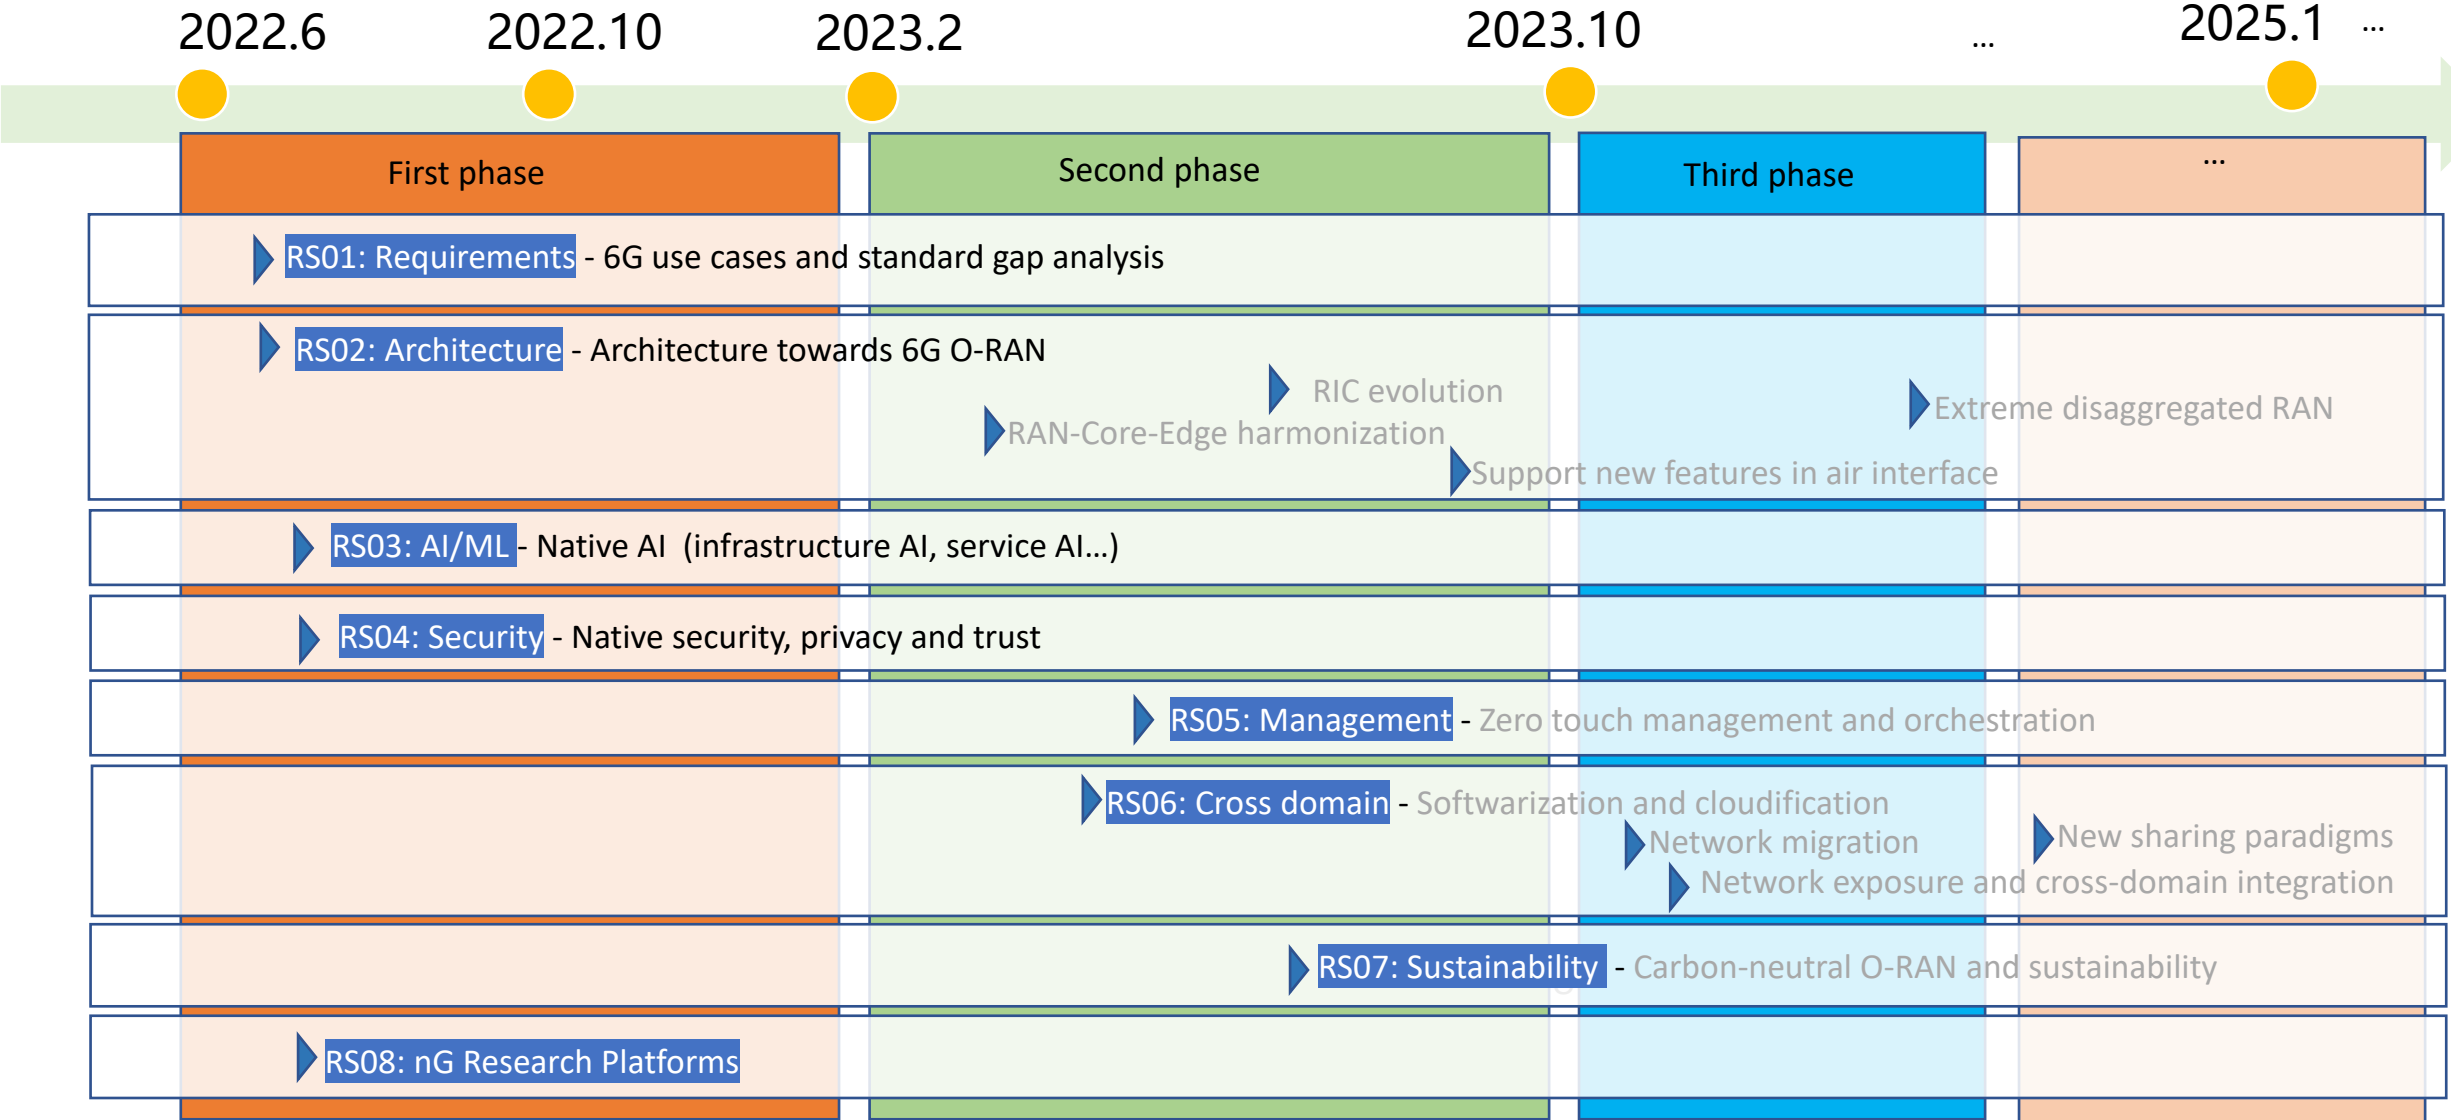 2022.6
2022.10
2023.2
2023.10
...
2025.1
...
First phase
Second phase
Third phase
...
RS01: Requirements - 6G use cases and standard gap analysis
RS02: Architecture - Architecture towards 6G O-RAN
RIC evolution
RAN-Core-Edge harmonization
Extreme disaggregated RAN
Support new features in air interface
RS03: AI/ML - Native AI (infrastructure AI, service AI...)
RS04: Security - Native security, privacy and trust
RS05: Management - Zero touch management and orchestration
RS06: Cross domain - Softwarization and cloudification
Network migration
New sharing paradigms
Network exposure and cross-domain integration
RS07: Sustainability - Carbon-neutral O-RAN and sustainability
RS08: nG Research Platforms